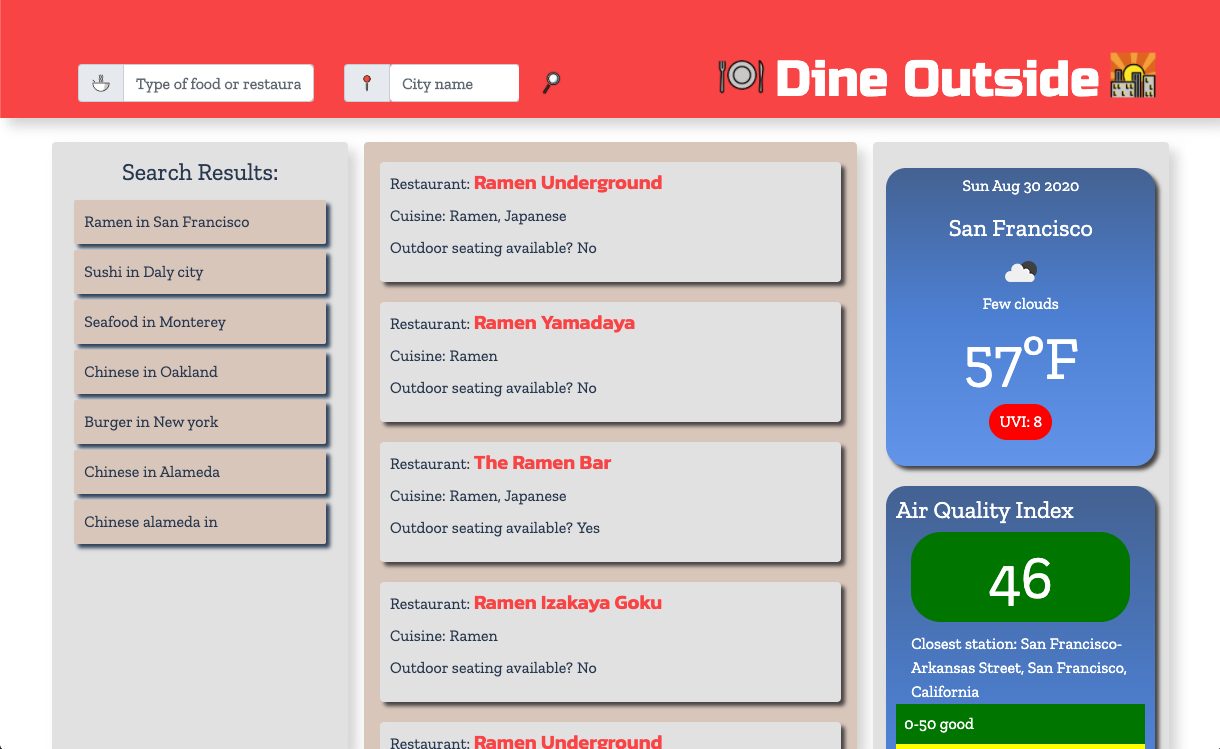 Type of food or restaura
City name
Dine Outside
Search Results:
Ramen in San Francisco
Sushi in Daly city
Seafood in Monterey
Chinese in Oakland
Burger in New york
Chinese in Alameda
Chinese alameda in
Restaurant: Ramen Underground
Cuisine: Ramen, Japanese
Outdoor seating available? No
Restaurant: Ramen Yamadaya
Cuisine: Ramen
Outdoor seating available? No
Restaurant: The Ramen Bar
Cuisine: Ramen, Japanese
Outdoor seating available? Yes
Restaurant: Ramen Izakaya Goku
Cuisine: Ramen
Outdoor seating available? No
Restaurant: Ramen Underground
Sun Aug 30 2020
San Francisco
Few clouds
57°F
UVI: 8
Air Quality Index
46
Closest station: San Francisco-
Arkansas Street, San Francisco,
California
0-50 good